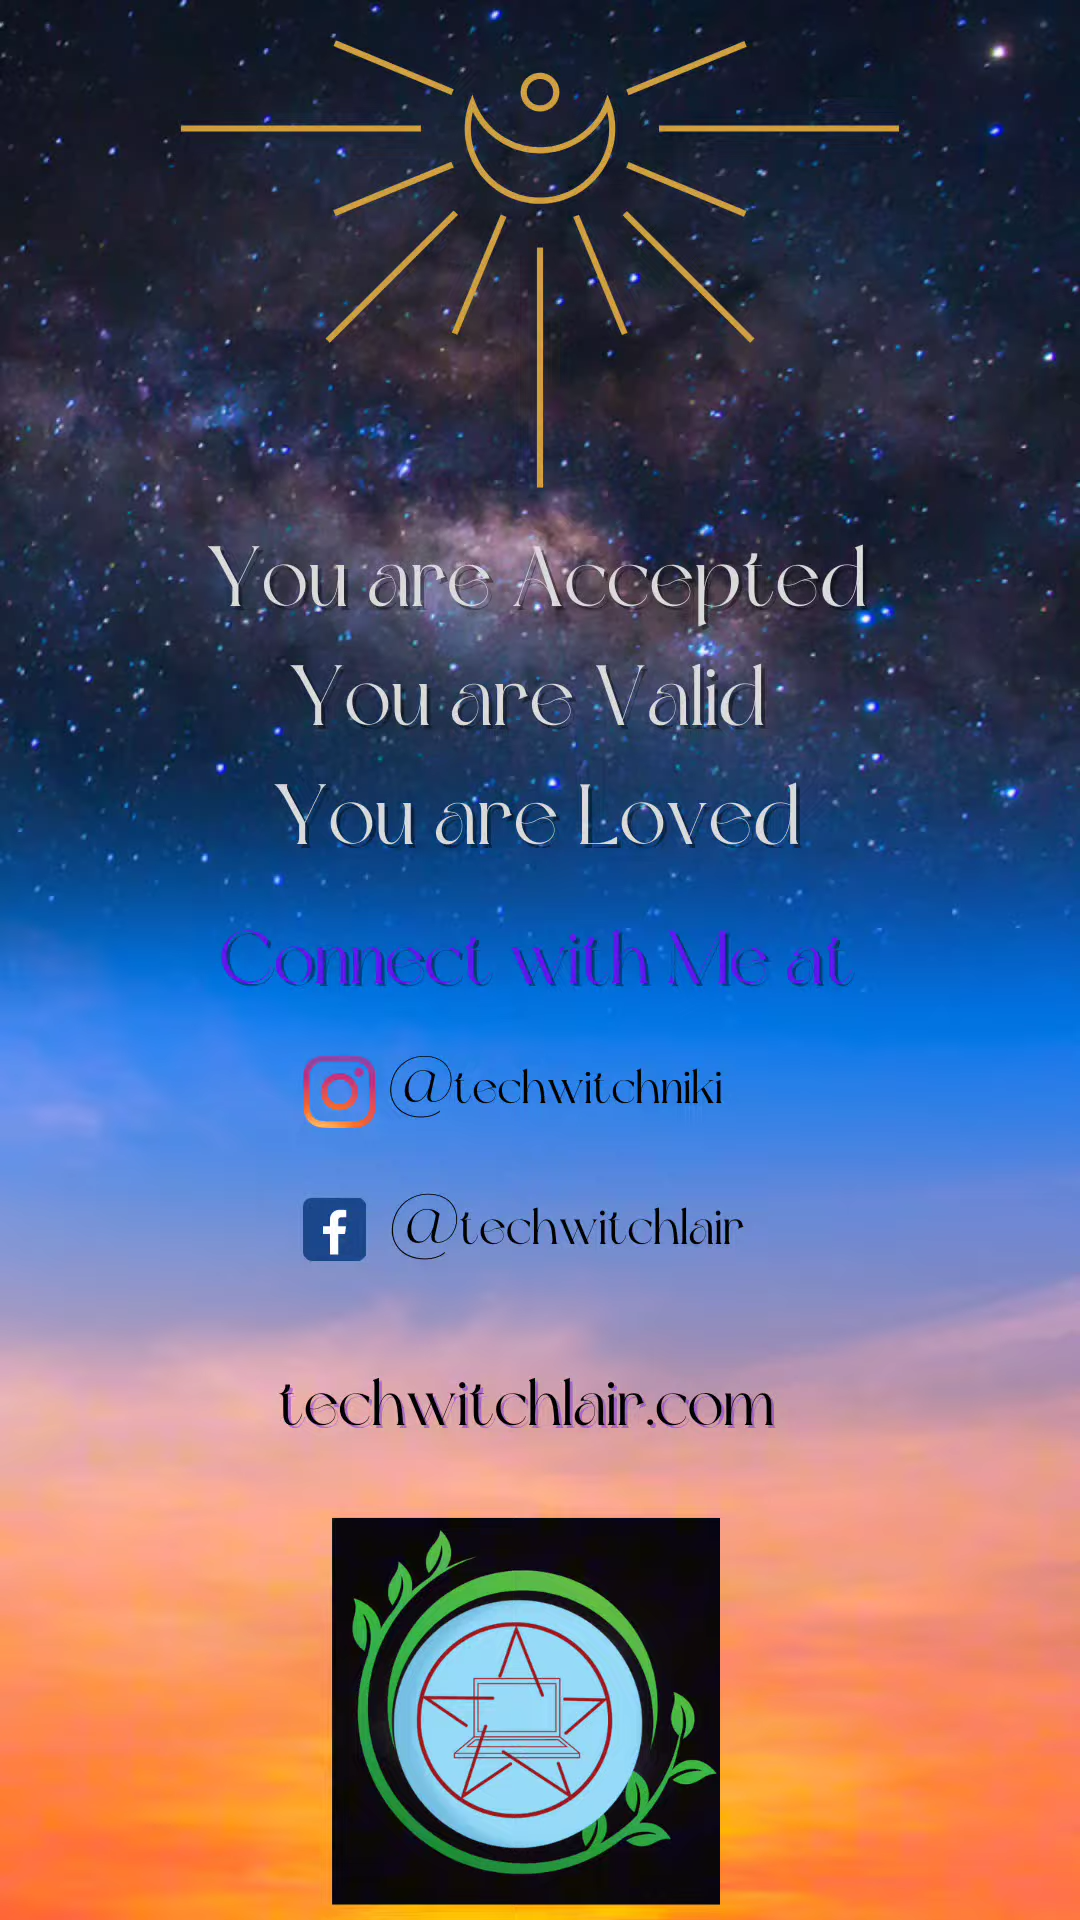 You are Accepted
You are Valid
You are Loved
Connect with Me at
@techwitchniki
@techwitchlair
techwitchlair.com